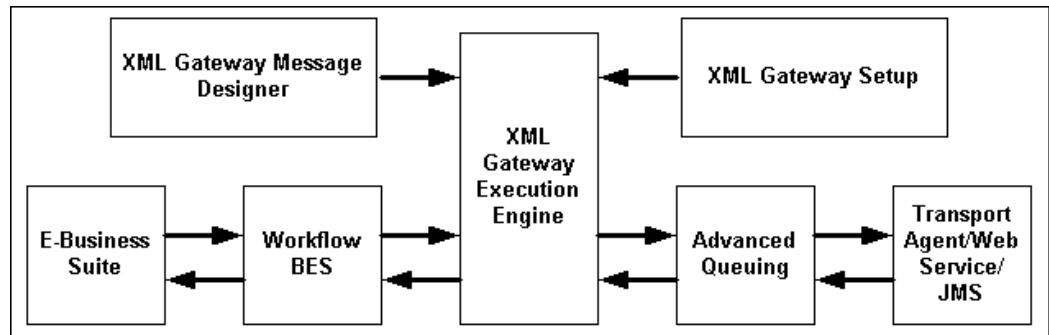 XML Gateway Message
Designer
XML Gateway Setup
XML
Gateway
Execution
Engine
E-Business
Suite
Workflow
BES
Advanced
Queuing
Transport
Agent/Web
Service/
JMS